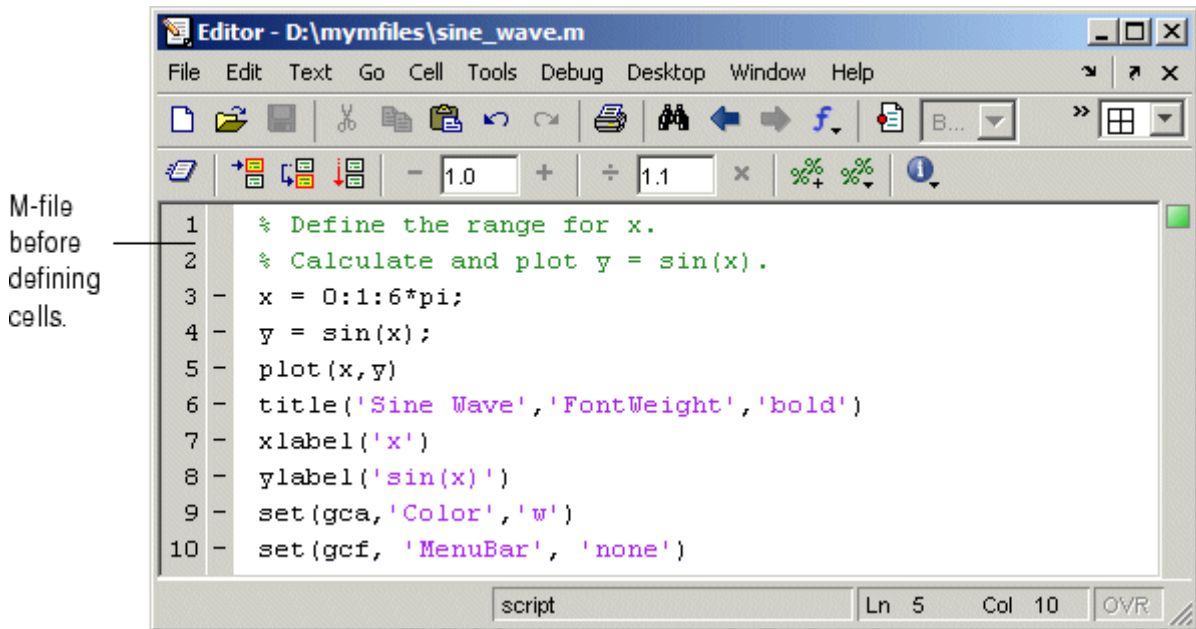 Editor - D:\mymfiles\sine_wave.m
File Edit Text Go Cell Tools Debug Desktop Window Help
B...
1.0
1.1
M-file
before
defining
cells.
1 % Define the range for x.
2 % Calculate and plot y = sin(x).
3 - x = 0:1:6*pi;
4 - y = sin(x);
5 - plot(x,y)
6 - title('Sine Wave','FontWeight','bold')
7 - xlabel('x')
8 - ylabel('sin(x)')
9 - set(gca,'Color','w')
10 - set(gcf, 'MenuBar', 'none')
script Ln 5 Col 10 OVR